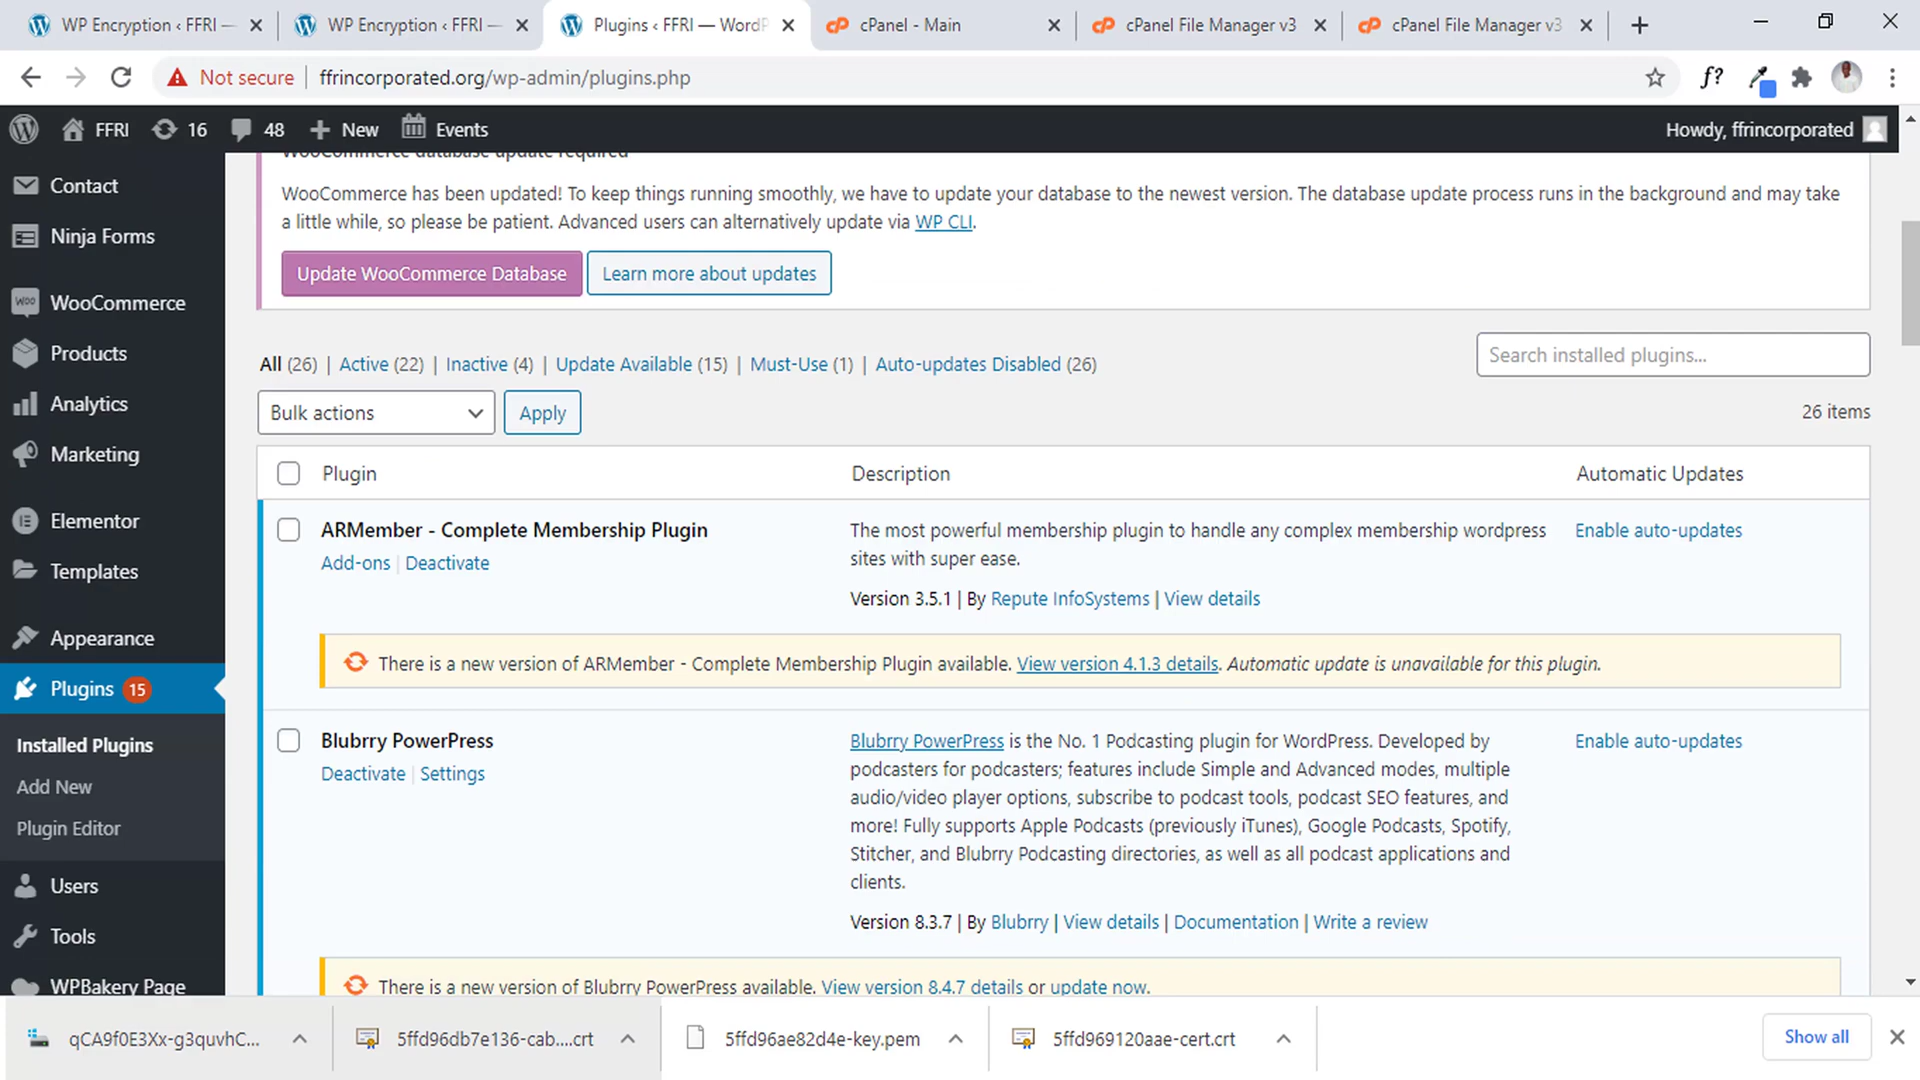 WP Encryption ‹ FFRI —
WP Encryption ‹ FFRI —
Plugins ‹ FFRI — WordP
cPanel - Main
cPanel File Manager v3
cPanel File Manager v3
Not secure
ffrincorporated.org/wp-admin/plugins.php
f?
FFRI
16
48
New
Events
Howdy, ffrincorporated
Contact
Ninja Forms
WooCommerce
Products
Analytics
Marketing
Elementor
Templates
Appearance
Plugins 15
Installed Plugins
Add New
Plugin Editor
Users
Tools
WPBakery Page
WooCommerce database update required
WooCommerce has been updated! To keep things running smoothly, we have to update your database to the newest version. The database update process runs in the background and may take
a little while, so please be patient. Advanced users can alternatively update via WP CLI.
Update WooCommerce Database
Learn more about updates
All (26) | Active (22) | Inactive (4) | Update Available (15) | Must-Use (1) | Auto-updates Disabled (26)
Search installed plugins...
Bulk actions
Apply
26 items
Plugin
Description
Automatic Updates
ARMember - Complete Membership Plugin
Add-ons | Deactivate
The most powerful membership plugin to handle any complex membership wordpress
sites with super ease.
Version 3.5.1 | By Repute InfoSystems | View details
Enable auto-updates
There is a new version of ARMember - Complete Membership Plugin available. View version 4.1.3 details. Automatic update is unavailable for this plugin.
Blubrry PowerPress
Deactivate | Settings
Blubrry PowerPress is the No. 1 Podcasting plugin for WordPress. Developed by
podcasters for podcasters; features include Simple and Advanced modes, multiple
audio/video player options, subscribe to podcast tools, podcast SEO features, and
more! Fully supports Apple Podcasts (previously iTunes), Google Podcasts, Spotify,
Stitcher, and Blubrry Podcasting directories, as well as all podcast applications and
clients.
Version 8.3.7 | By Blubrry | View details | Documentation | Write a review
Enable auto-updates
There is a new version of Blubrry PowerPress available. View version 8.4.7 details or update now.
qCA9f0E3Xx-g3quvhC...
5ffd96db7e136-cab....crt
5ffd96ae82d4e-key.pem
5ffd969120aae-cert.crt
Show all